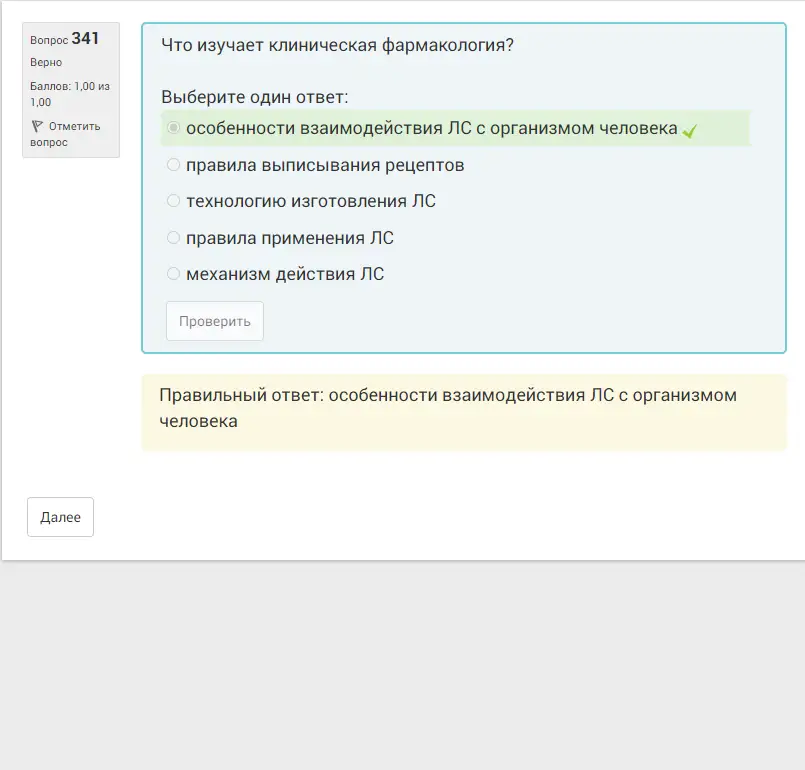 Вопрос 341
Верно
Баллов: 1,00 из
1,00
Отметить
вопрос
Что изучает клиническая фармакология?
Выберите один ответ:
особенности взаимодействия ЛС с организмом человека
правила выписывания рецептов
технологию изготовления ЛС
правила применения ЛС
механизм действия ЛС
Проверить
Правильный ответ: особенности взаимодействия ЛС с организмом
человека
Далее